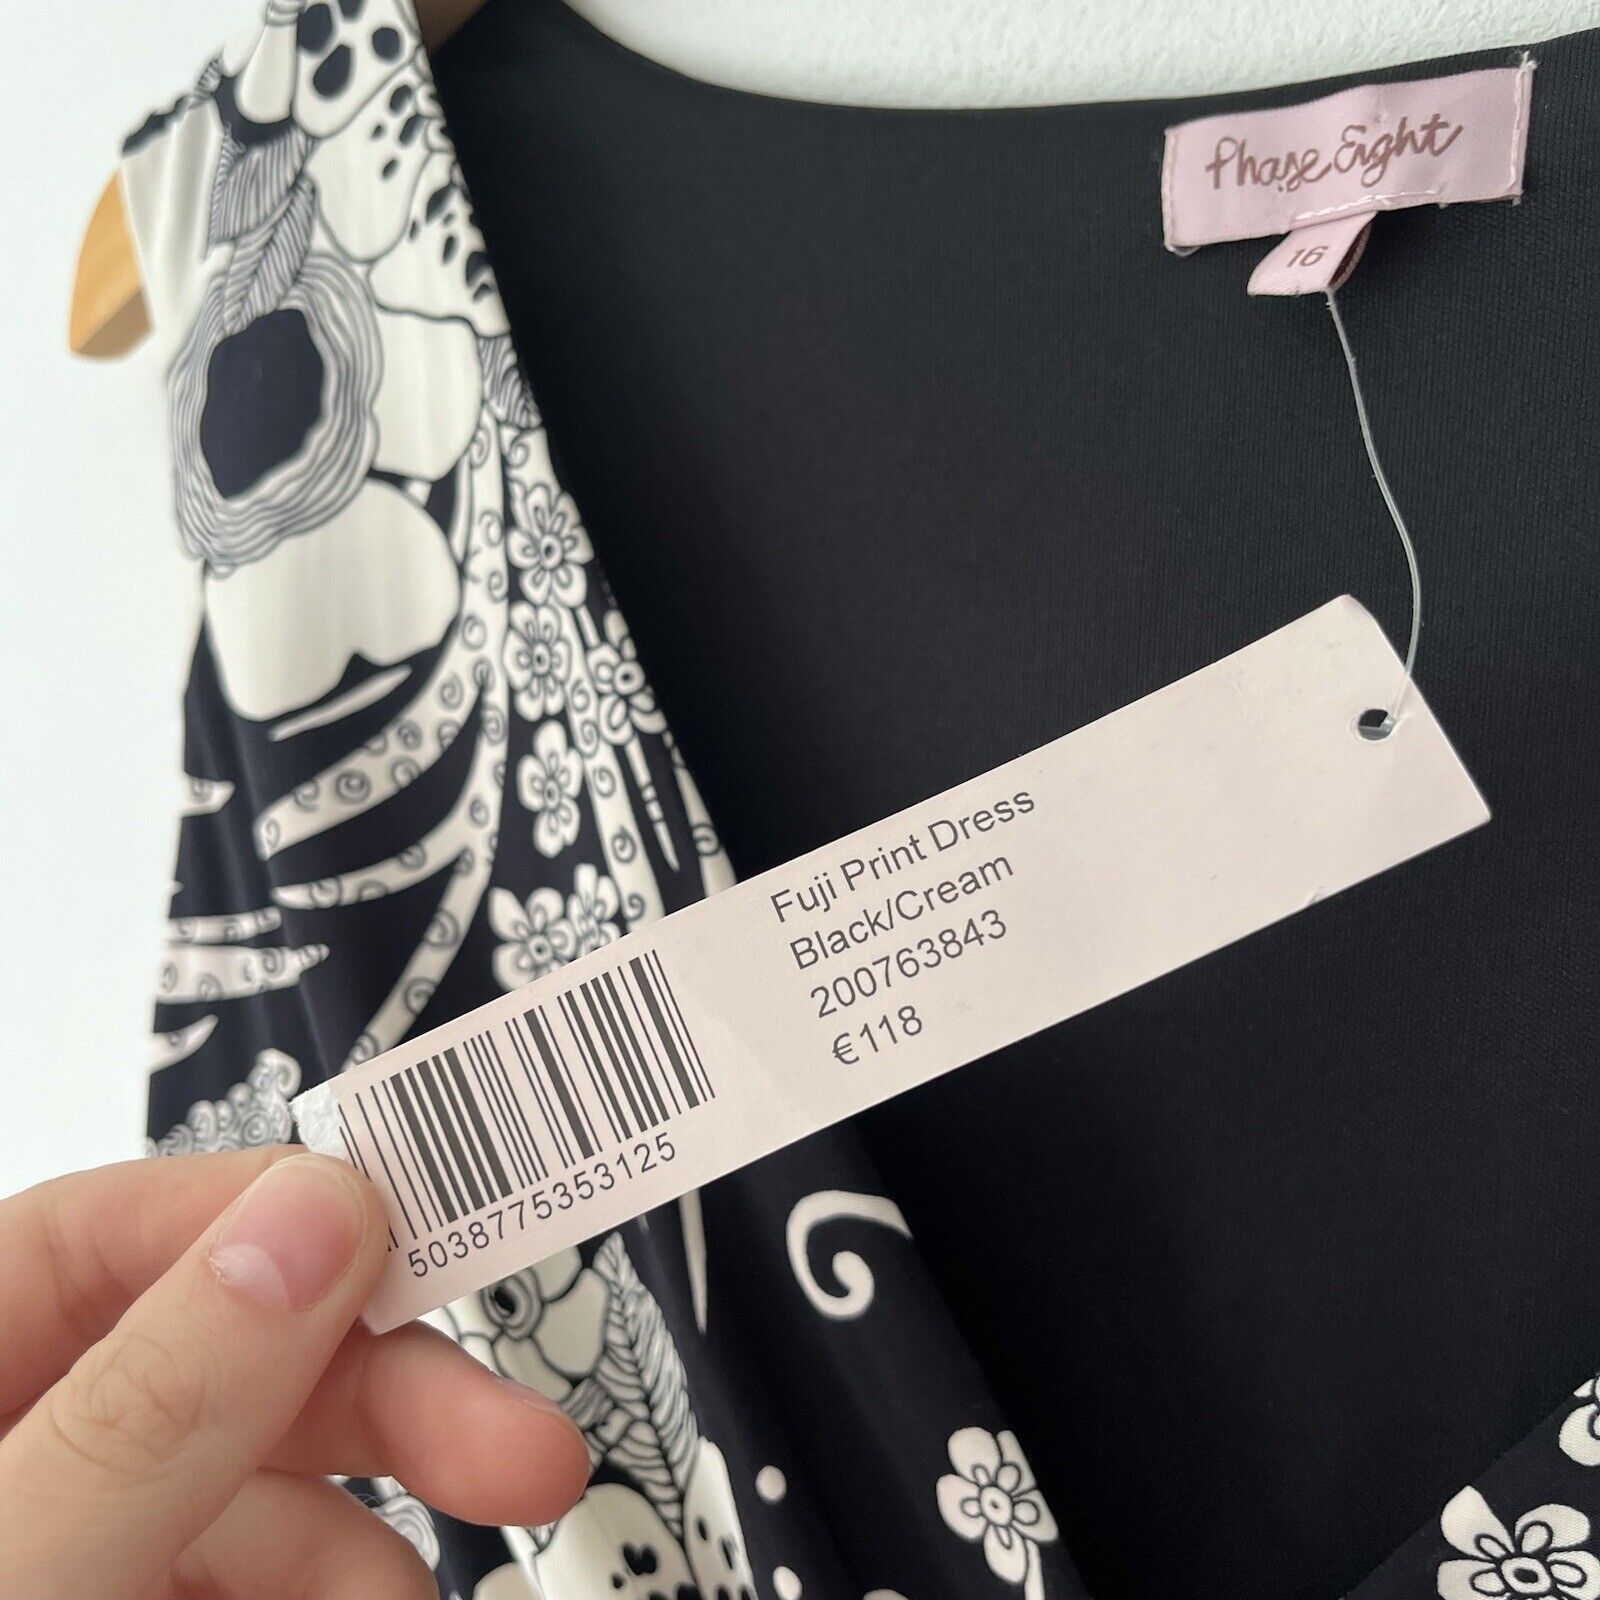 Phase Eight
16
Fuji Print Dress
Black/Cream
200763843
€118
5038775353125